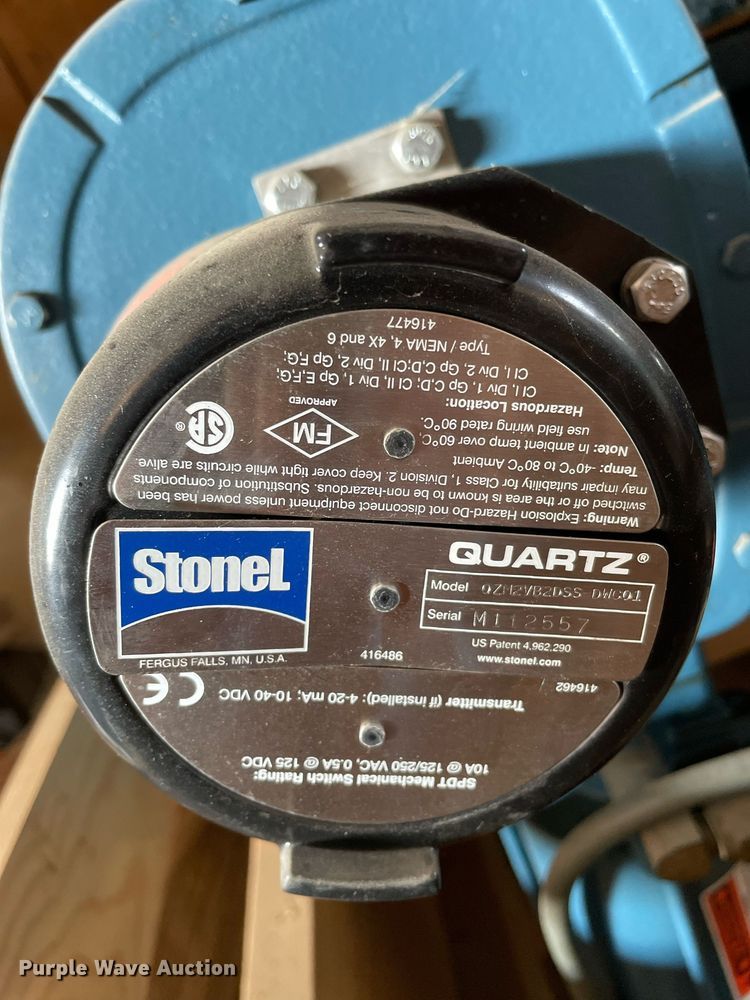 416477
Type / NEMA 4, 4X and 6
Cl I, Div 2, Gp C,D;Cl II, Div 2, Gp F,G;
Cl I, Div 1, Gp C,D; Cl II, Div 1, Gp E,F,G;
Hazardous Location:
use field wiring rated 90°C.
Note: In ambient temp over 60°C,
Temp: -40°C to 80°C Ambient
FM
APPROVED
®
may impair suitability for Class 1, Division 2. Keep cover tight while circuits are alive.
switched off or the area is known to be non-hazardous. Substitution of components
Warning: Explosion Hazard-Do not disconnect equipment unless power has been
StoneL
FERGUS FALLS, MN, U.S.A.
416486
QUARTZ®
Model QZM2VB2DSS-DWG01
Serial M112557
US Patent 4,962,290
www.stonel.com
416462
CE
Transmitter (if installed): 4-20 mA; 10-40 VDC
10A @ 125/250 VAC, 0.5A @ 125 VDC
SPDT Mechanical Switch Rating:
Purple Wave Auction